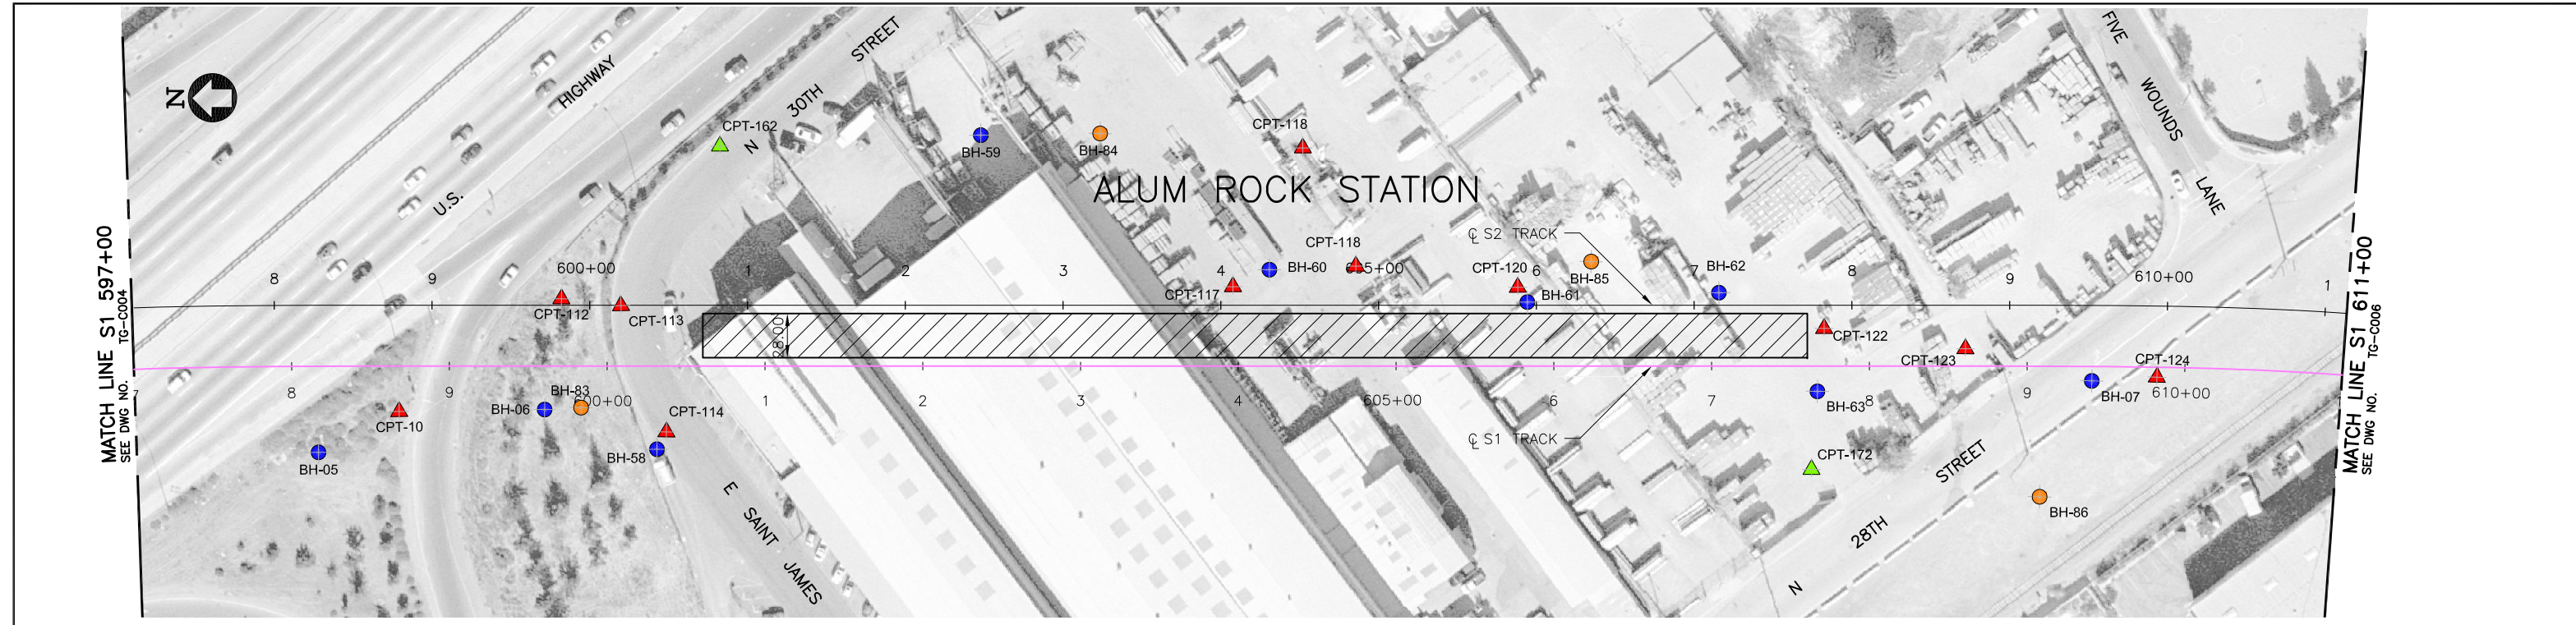 N
U.S.
HIGHWAY
N
30TH
STREET
FIVE
WOUNDS
LANE
CPT-162
BH-59
BH-84
CPT-118
ALUM ROCK STATION
MATCH LINE S1 597+00
SEE DWG NO. TG-C004
℄ S2 TRACK
CPT-118
BH-60
CPT-117
CPT-120
BH-85
BH-61
BH-62
8
9
600+00
1
2
3
4
605+00
6
7
8
9
610+00
1
CPT-112
CPT-113
28.00
CPT-122
CPT-123
CPT-124
7
8
9
600+00
1
2
3
4
605+00
6
7
8
9
610+00
BH-06
BH-83
CPT-10
BH-05
CPT-114
BH-58
℄ S1 TRACK
BH-63
BH-07
CPT-172
BH-86
E
SAINT
JAMES
N
28TH
STREET
MATCH LINE S1 611+00
SEE DWG NO. TG-C006